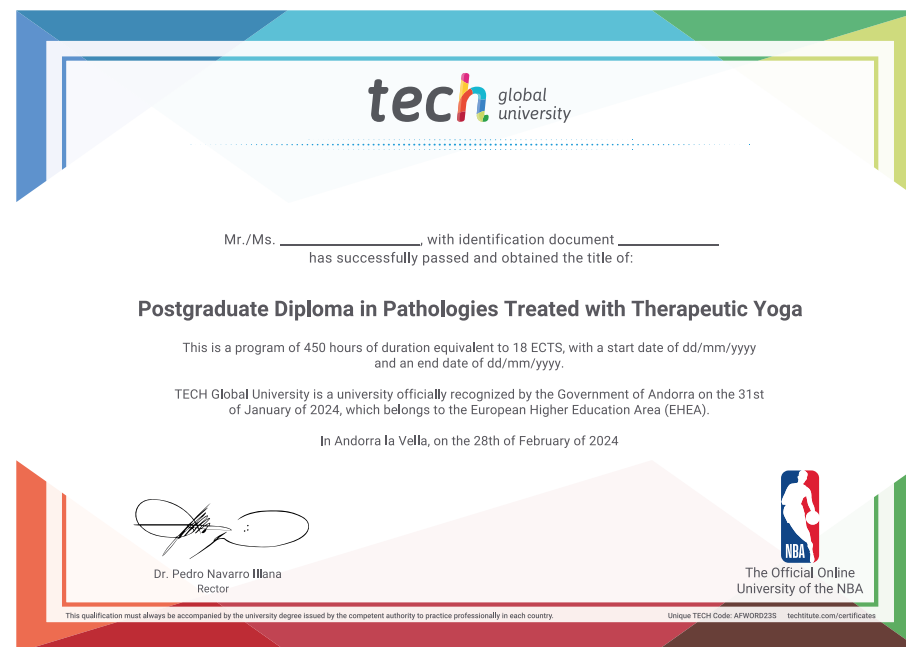 tech global university
Mr./Ms. ____________, with identification document ____________
has successfully passed and obtained the title of:
Postgraduate Diploma in Pathologies Treated with Therapeutic Yoga
This is a program of 450 hours of duration equivalent to 18 ECTS, with a start date of dd/mm/yyyy
and an end date of dd/mm/yyyy.
TECH Global University is a university officially recognized by the Government of Andorra on the 31st
of January of 2024, which belongs to the European Higher Education Area (EHEA).
In Andorra la Vella, on the 28th of February of 2024
Dr. Pedro Navarro Illana
Rector
NBA
The Official Online
University of the NBA
This qualification must always be accompanied by the university degree issued by the competent authority to practice professionally in each country.
Unique TECH Code: AFWORD23S techtitute.com/certificates